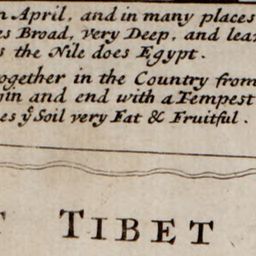 n April, and in many places
es Broad, very Deep, and lea
s the Nile does Egypt.
ogether in the Country from
gin and end with a Tempest
es ẏ Soil very Fat & Fruitful.
T TIBET